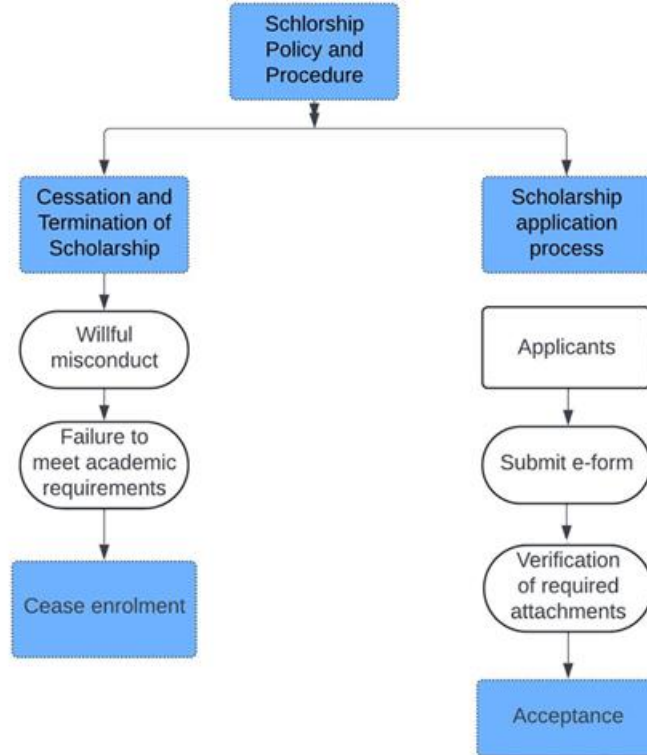 Schlorship
Policy and
Procedure
Cessation and
Termination of
Scholarship
Scholarship
application
process
Willful
misconduct
Applicants
Failure to
meet academic
requirements
Submit e-form
Cease enrolment
Verification
of required
attachments
Acceptance